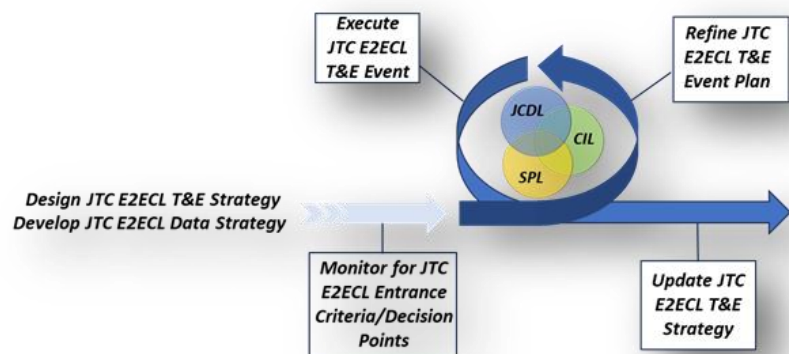 Execute
JTC E2ECL
T&E Event
Refine JTC
E2ECL T&E
Event Plan
JCDL
CIL
SPL
Design JTC E2ECL T&E Strategy
Develop JTC E2ECL Data Strategy
Monitor for JTC
E2ECL Entrance
Criteria/Decision
Points
Update JTC
E2ECL T&E
Strategy